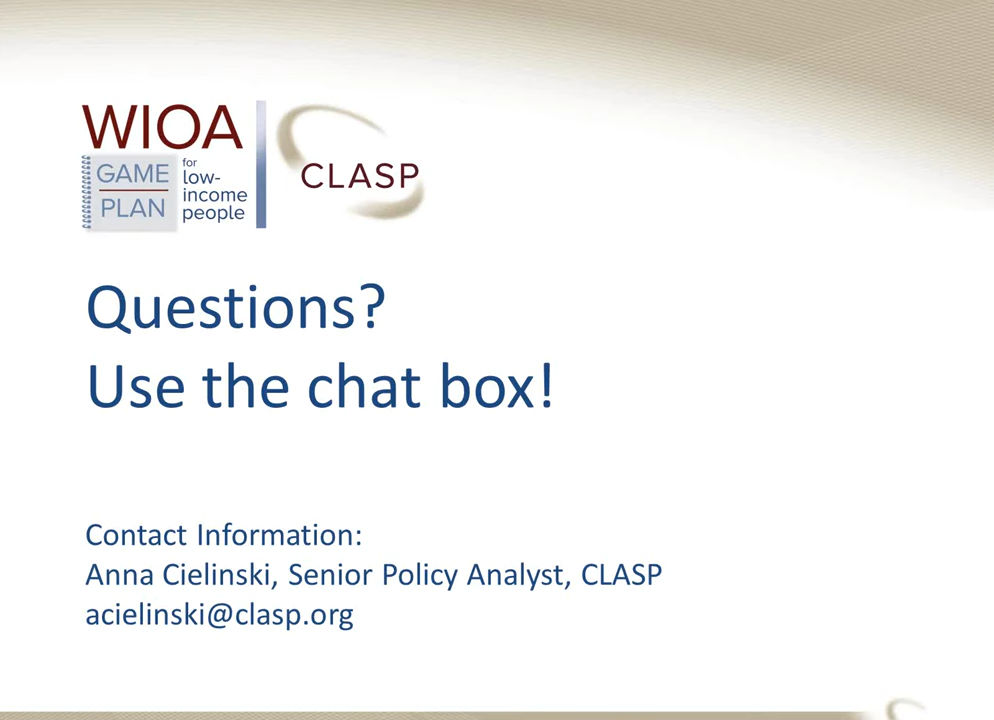 WIOA
GAME
PLAN
for
low-
income
people
CLASP
Questions?
Use the chat box!
Contact Information:
Anna Cielinski, Senior Policy Analyst, CLASP
acielinski@clasp.org